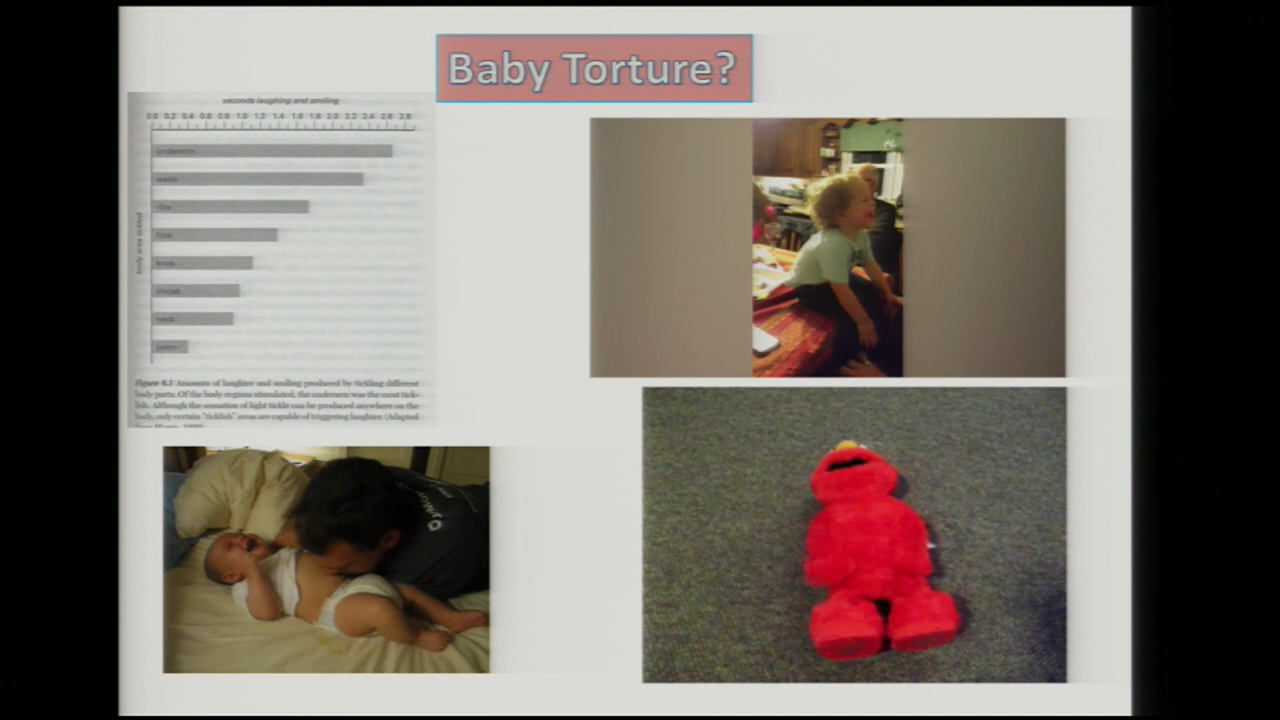 Baby Torture?
seconds laughing and smiling
0.0 0.2 0.4 0.6 0.8 1.0 1.2 1.4 1.6 1.8 2.0 2.2 2.4 2.6 2.8
body area tickled
underarm
waist
ribs
foot
knee
throat
neck
palm
Figure 6.1 Amounts of laughter and smiling produced by tickling different
body parts. Of the body regions stimulated, the underarm was the most tick-
lish. Although the sensation of light tickle can be produced anywhere on the
body, only certain "ticklish" areas are capable of triggering laughter. (Adapted
from